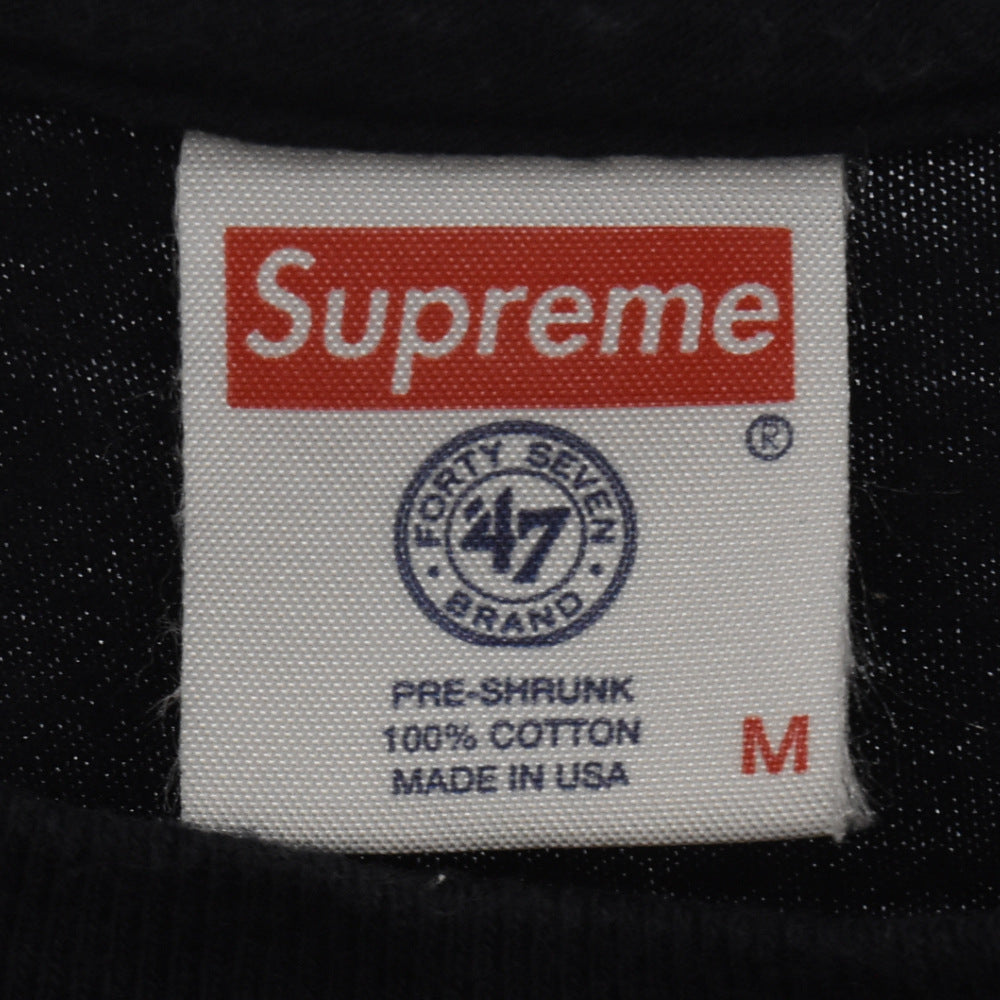 Supreme
®
FORTY SEVEN
'47
BRAND
PRE-SHRUNK
100% COTTON
MADE IN USA
M